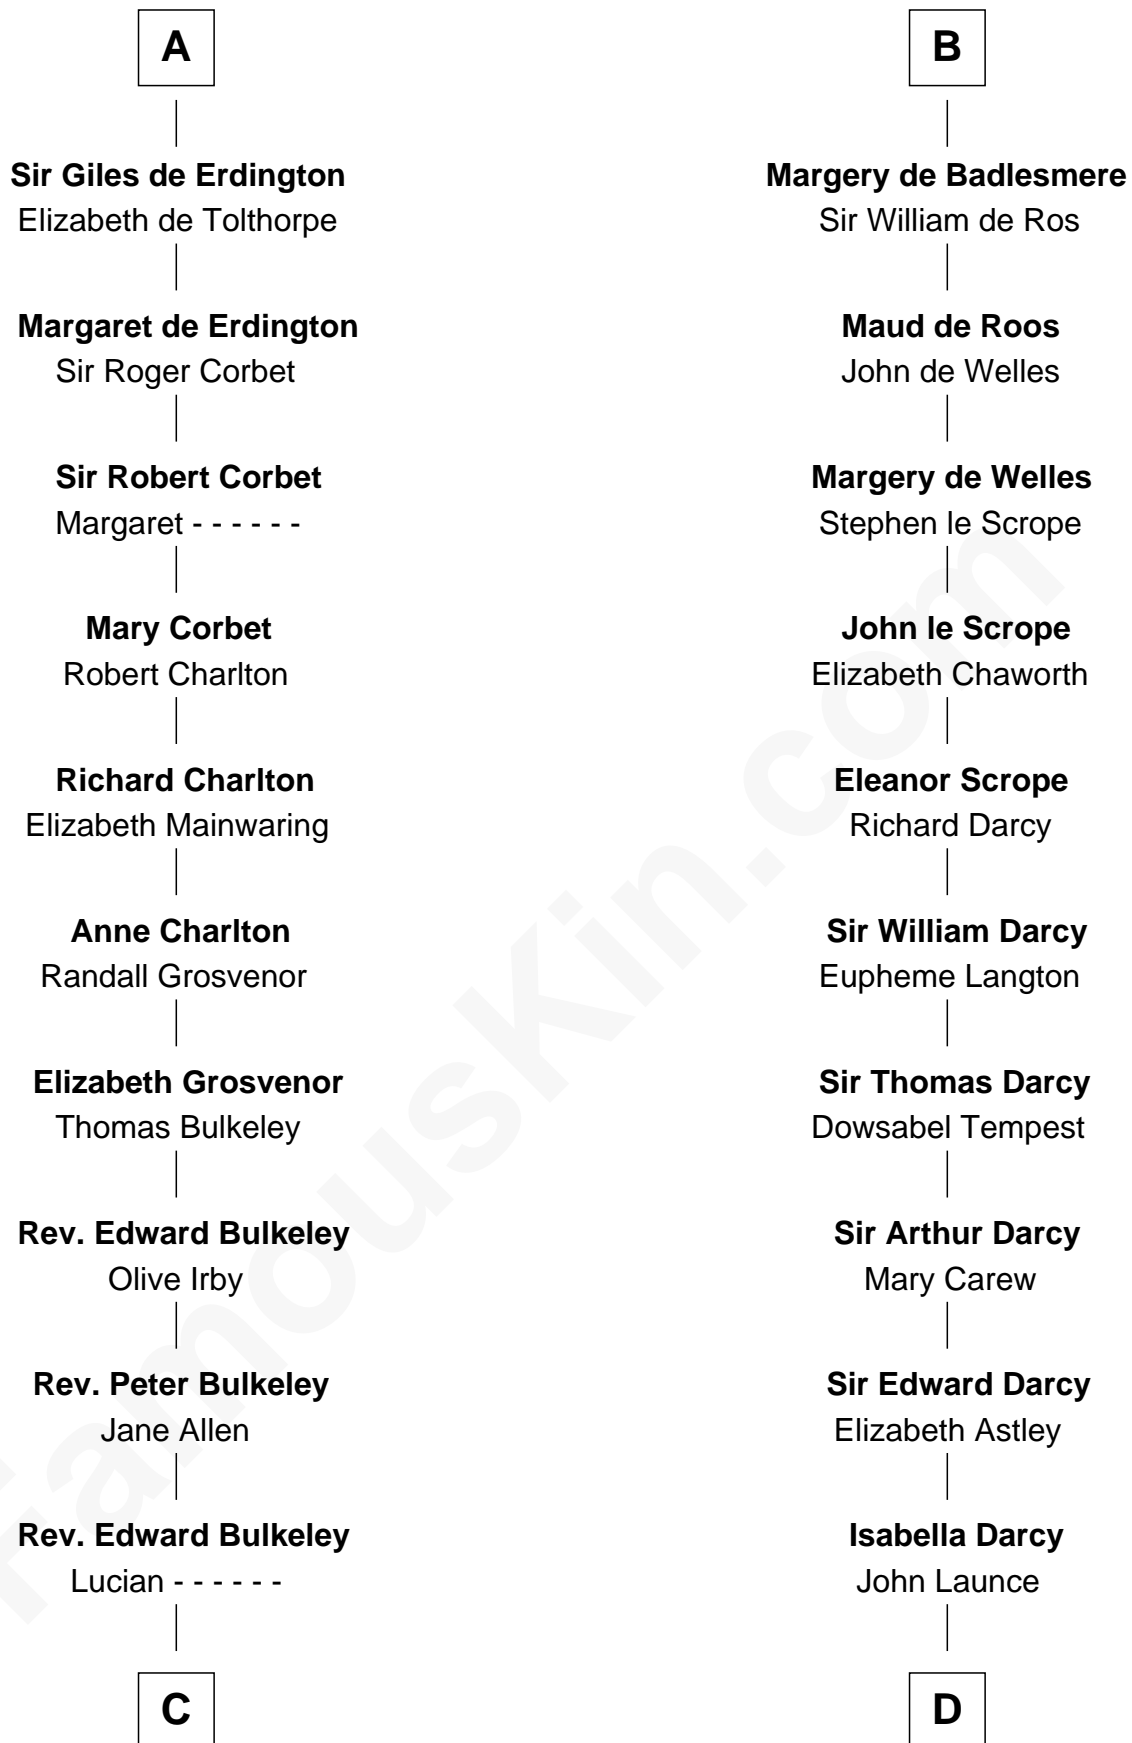 A
Sir Giles de Erdington
Elizabeth de Tolthorpe
Margaret de Erdington
Sir Roger Corbet
Sir Robert Corbet
Margaret - - - - - -
Mary Corbet
Robert Charlton
Richard Charlton
Elizabeth Mainwaring
Anne Charlton
Randall Grosvenor
Elizabeth Grosvenor
Thomas Bulkeley
Rev. Edward Bulkeley
Olive Irby
Rev. Peter Bulkeley
Jane Allen
Rev. Edward Bulkeley
Lucian - - - - - -
C
B
Margery de Badlesmere
Sir William de Ros
Maud de Roos
John de Welles
Margery de Welles
Stephen le Scrope
John le Scrope
Elizabeth Chaworth
Eleanor Scrope
Richard Darcy
Sir William Darcy
Eupheme Langton
Sir Thomas Darcy
Dowsabel Tempest
Sir Arthur Darcy
Mary Carew
Sir Edward Darcy
Elizabeth Astley
Isabella Darcy
John Launce
D
FamousKin.com